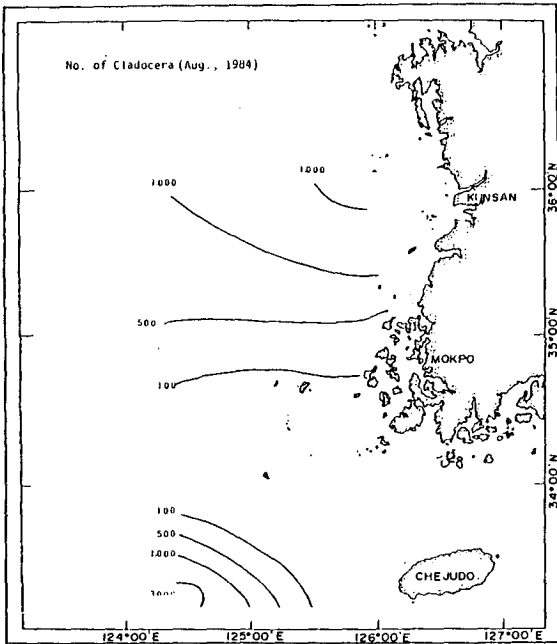 No. of Cladocera (Aug., 1984)
1.000
1.000
36°00'N
KUNSAN
500
35°00'N
MOKPO
100
34°00'N
100
500
1.000
CHEJUDO
124°00'E
125°00'E
126°00'E
127°00'E